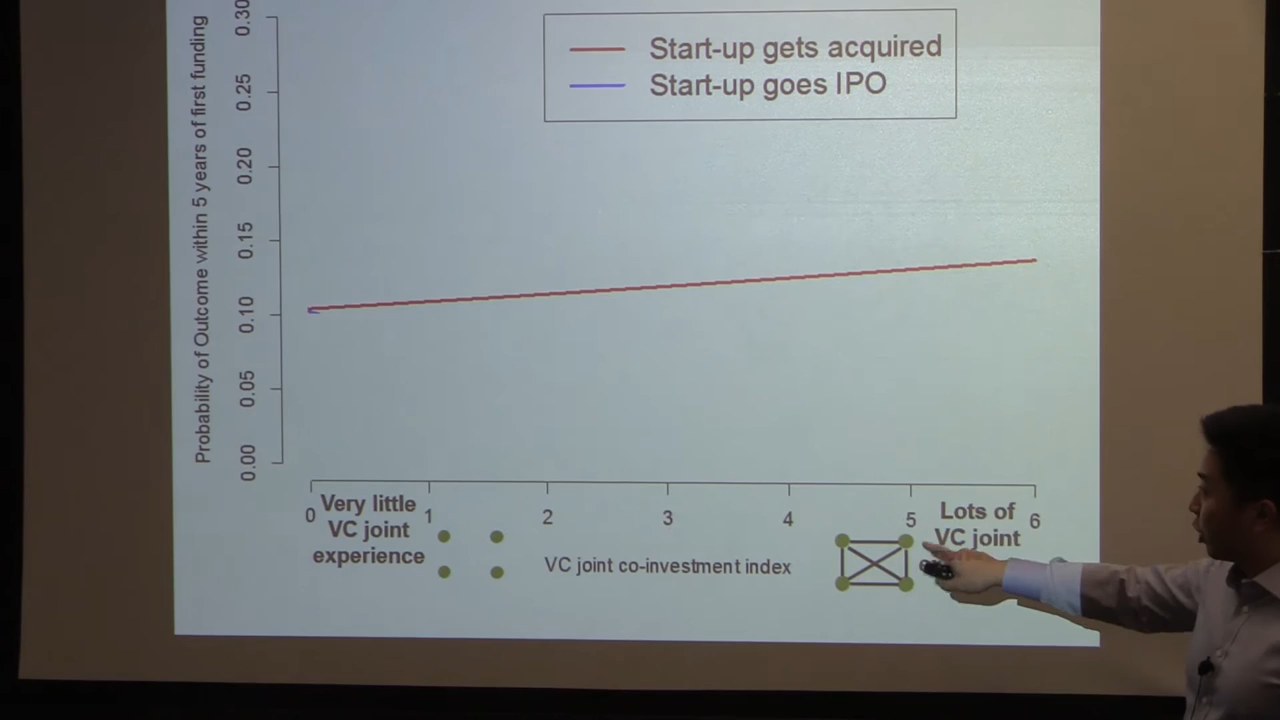 Probability of Outcome within 5 years of first funding
0.30
0.25
0.20
0.15
0.10
0.05
0.00
Start-up gets acquired
Start-up goes IPO
0
1
2
3
4
5
6
Very little
VC joint
experience
VC joint co-investment index
Lots of
VC joint